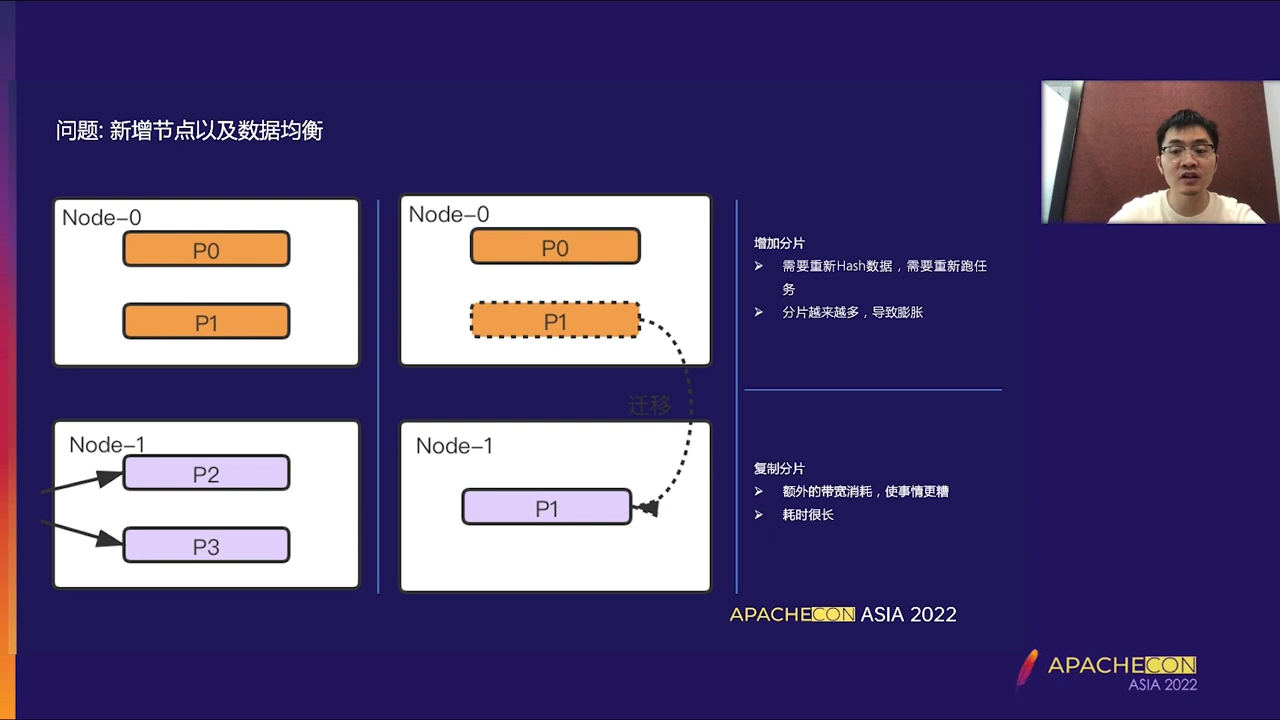 问题: 新增节点以及数据均衡
Node-0
P0
P1
Node-1
P2
P3
Node-0
P0
P1
迁移
Node-1
P1
增加分片
➢ 需要重新Hash数据，需要重新跑任
务
➢ 分片越来越多，导致膨胀
复制分片
➢ 额外的带宽消耗，使事情更糟
➢ 耗时很长
APACHECON ASIA 2022
APACHECON
ASIA 2022